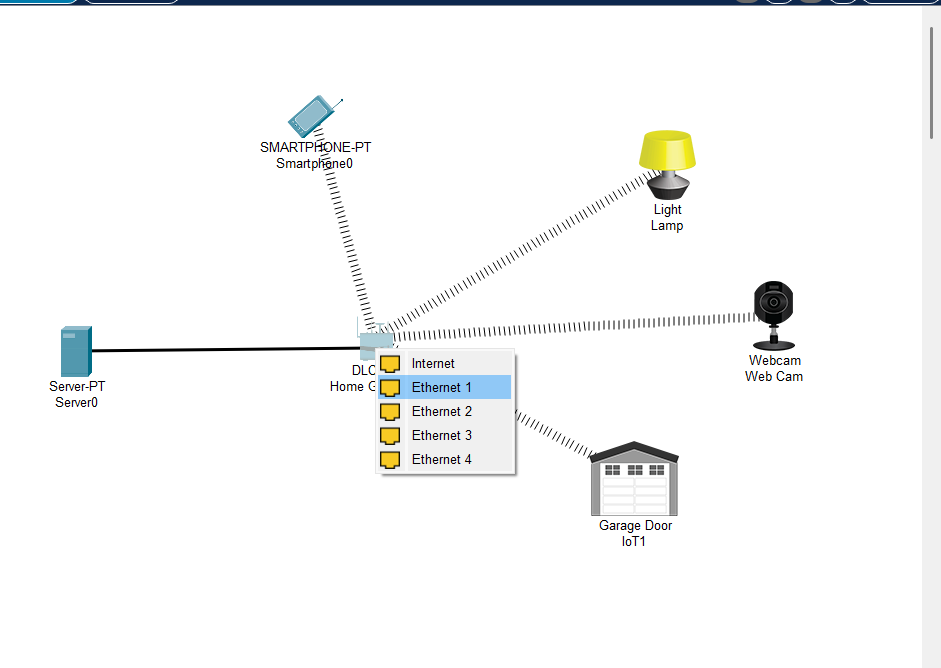 SMARTPHONE-PT
Smartphone0
Light
Lamp
Server-PT
Server0
DLC
Home G
Internet
Ethernet 1
Ethernet 2
Ethernet 3
Ethernet 4
Webcam
Web Cam
Garage Door
IoT1